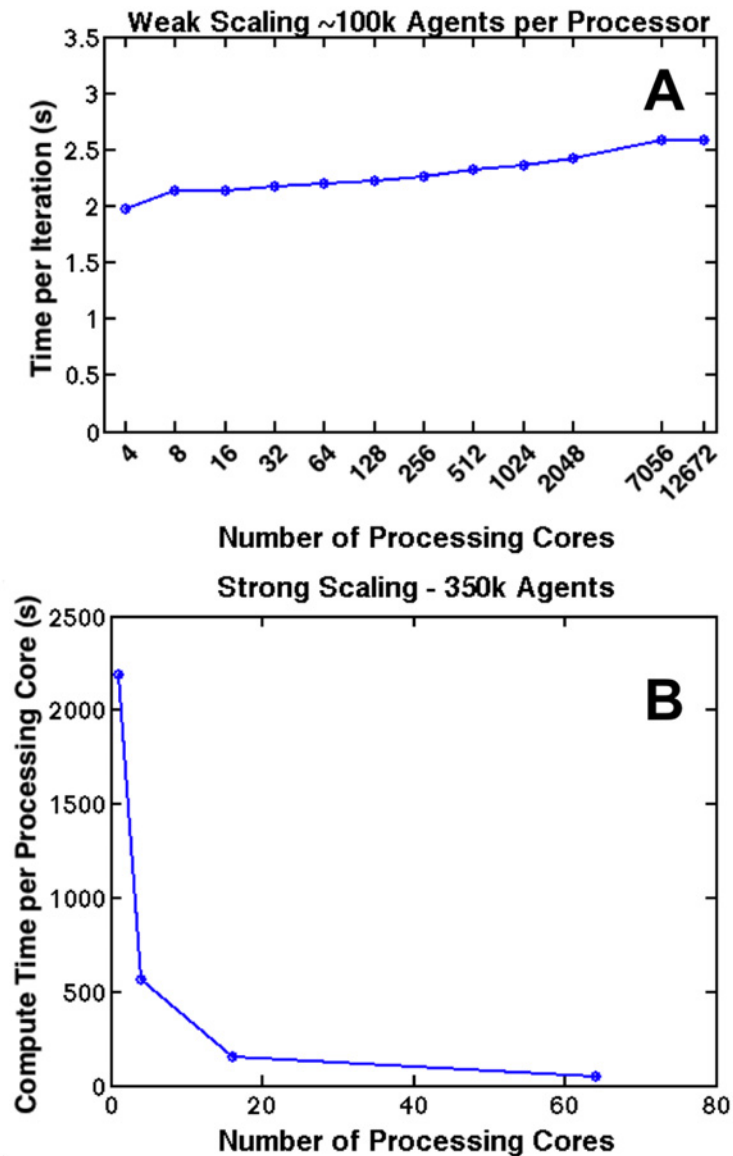 Weak Scaling ~100k Agents per Processor
A
Time per Iteration (s)
3.5
3
2.5
2
1.5
1
0.5
0
4 8 16 32 64 128 256 512 1024 2048 7056 12672
Number of Processing Cores
Strong Scaling - 350k Agents
B
Compute Time per Processing Core (s)
2500
2000
1500
1000
500
0
0 20 40 60 80
Number of Processing Cores